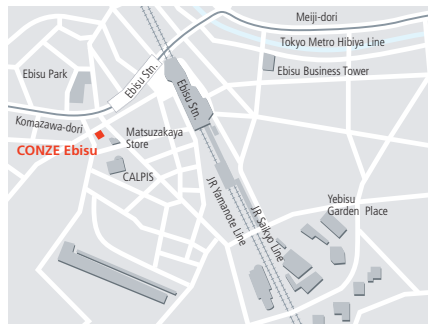 Meiji-dori
Tokyo Metro Hibiya Line
Ebisu Park
Ebisu Stn.
Ebisu Stn.
Ebisu Business Tower
Komazawa-dori
Matsuzakaya
Store
CONZE Ebisu
CALPIS
JR Yamanote Line
JR Saikyo Line
Yebisu
Garden Place